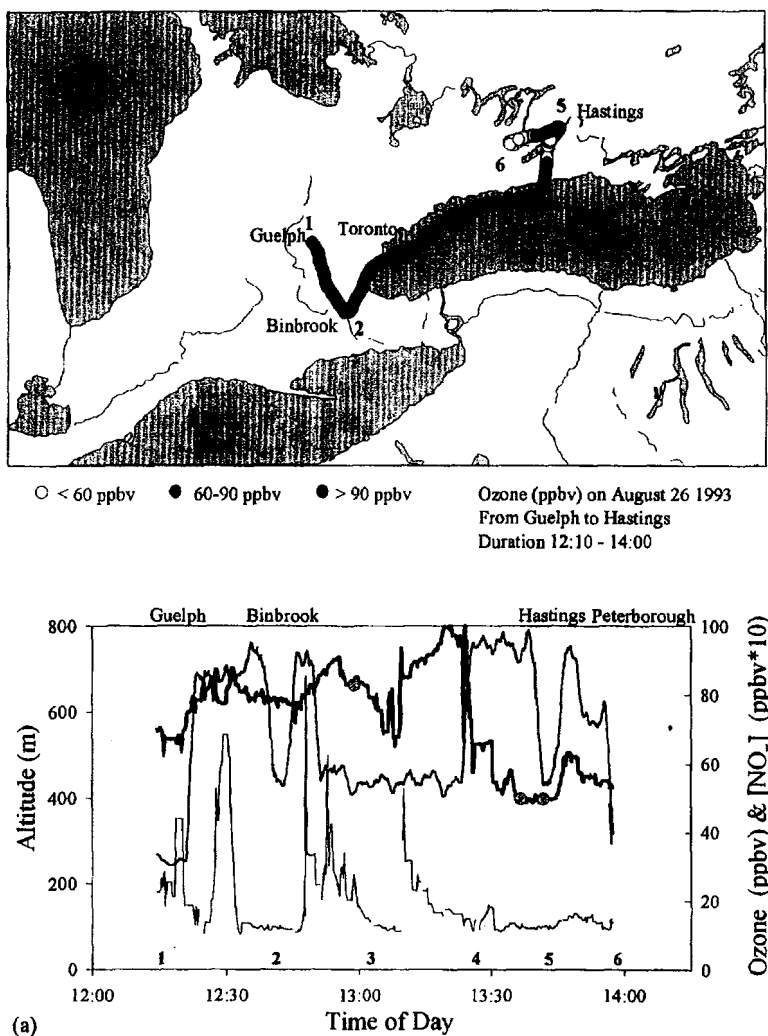 5
Hastings
6
1
Guelph
Toronto
Binbrook
2
< 60 ppbv 60-90 ppbv > 90 ppbv
Ozone (ppbv) on August 26 1993
From Guelph to Hastings
Duration 12:10 - 14:00
Guelph Binbrook Hastings Peterborough
800 100
80
600
60
400
40
200
20
0 0
1 2 3 4 5 6
12:00 12:30 13:00 13:30 14:00
Altitude (m)
Ozone (ppbv) & (ppbv*10)
Time of Day
(a)